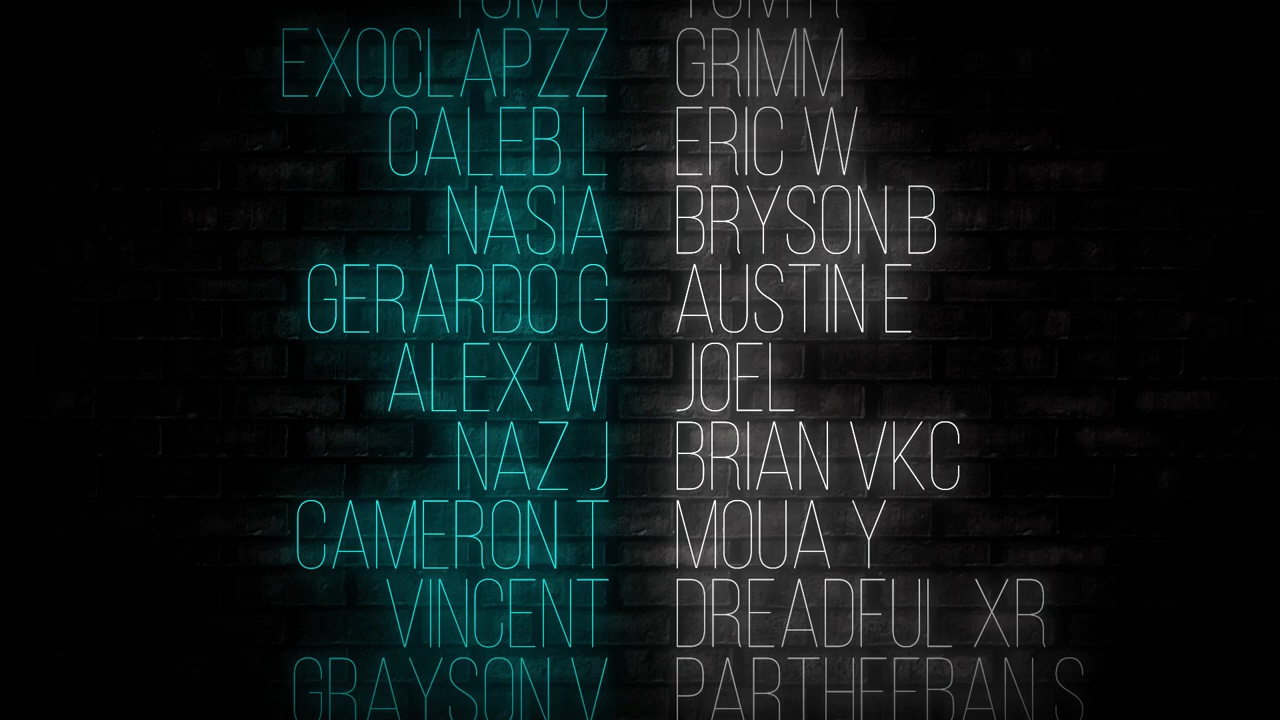 EXOCLAPZZ GRIMM
CALEB L ERIC W
NASIA BRYSON B
GERARDO G AUSTIN E
ALEX W JOEL
NAZ J BRIAN VKC
CAMERON T MOUA Y
VINCENT DREADFUL XR
GRAYSON V PARTHEEBAN S